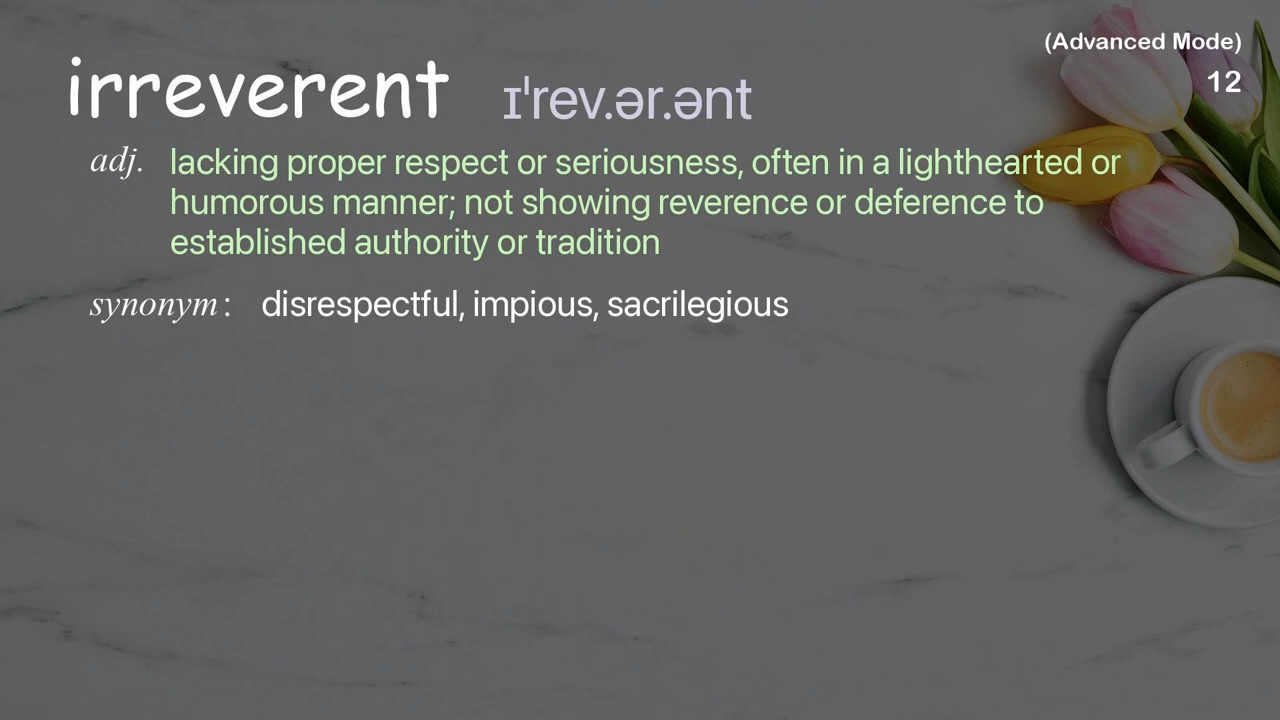 (Advanced Mode)
12
irreverent ɪˈrev.ər.ənt
adj. lacking proper respect or seriousness, often in a lighthearted or
humorous manner; not showing reverence or deference to
established authority or tradition
synonym : disrespectful, impious, sacrilegious